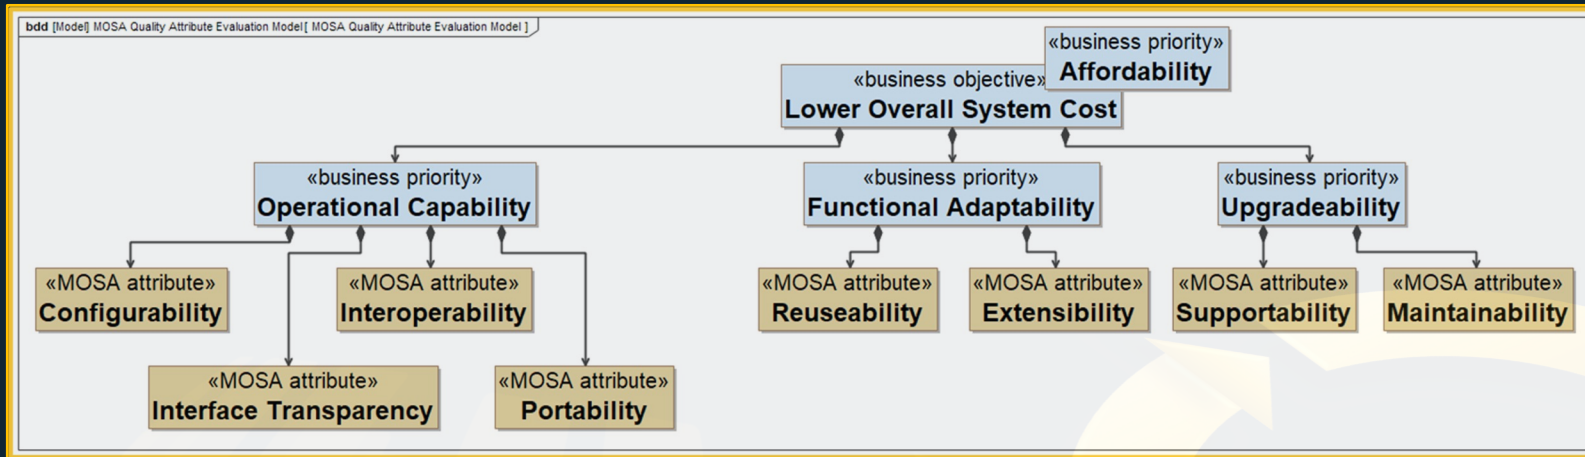 bdd [Model] MOSA Quality Attribute Evaluation Model[ MOSA Quality Attribute Evaluation Model ]
«business priority»
Affordability
«business objective»
Lower Overall System Cost
«business priority»
Operational Capability
«business priority»
Functional Adaptability
«business priority»
Upgradeability
«MOSA attribute»
Configurability
«MOSA attribute»
Interoperability
«MOSA attribute»
Reuseability
«MOSA attribute»
Extensibility
«MOSA attribute»
Supportability
«MOSA attribute»
Maintainability
«MOSA attribute»
Interface Transparency
«MOSA attribute»
Portability